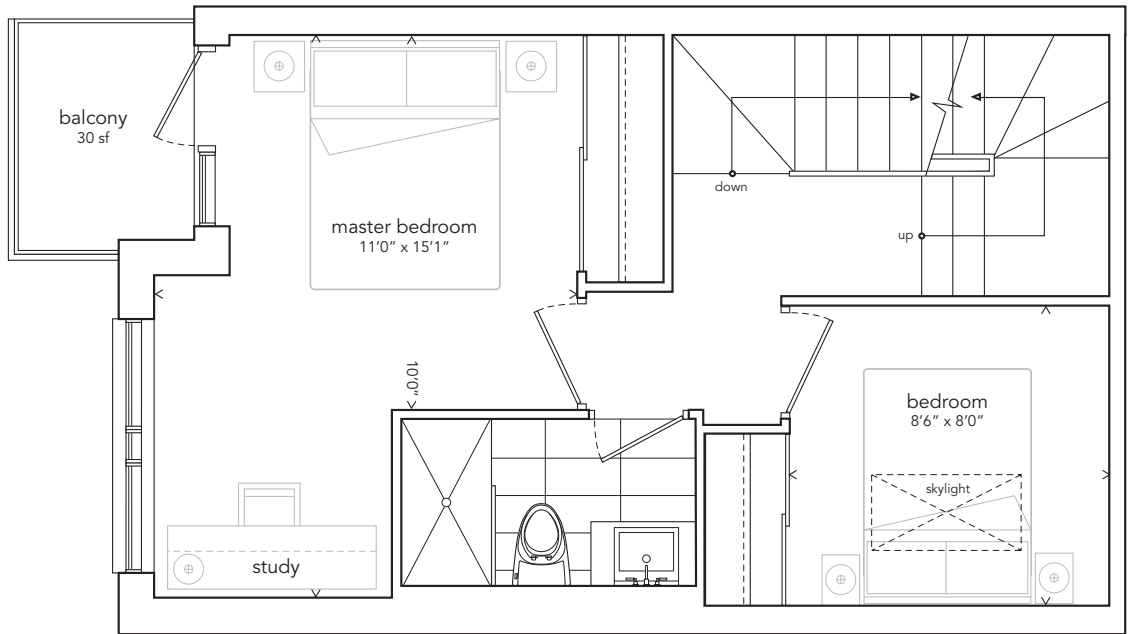 balcony
30 sf
master bedroom
11’0” x 15’1”
down
up
10’0”
bedroom
8’6” x 8’0”
skylight
study